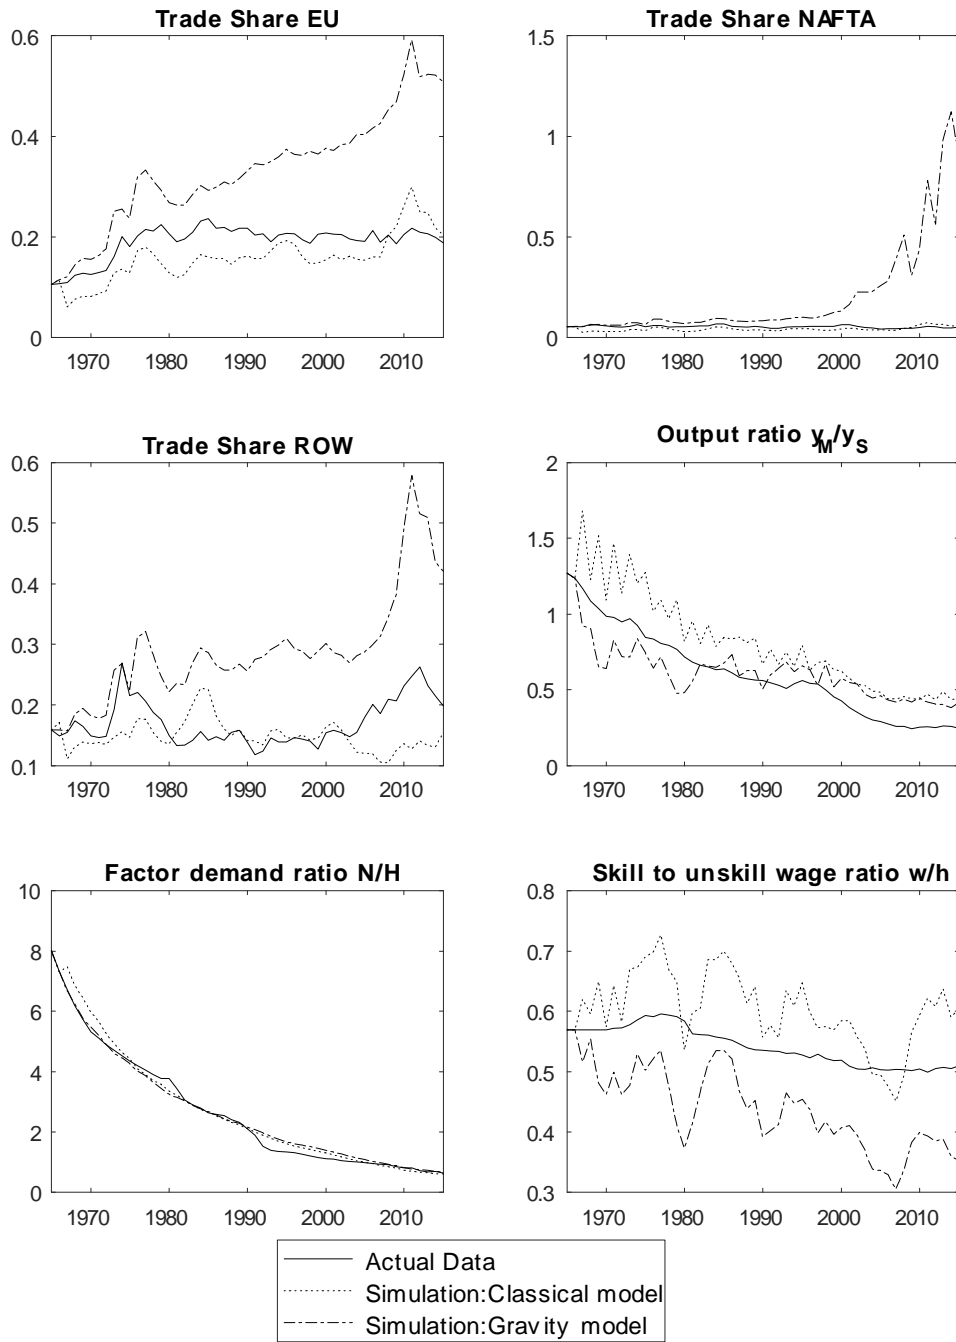 Trade Share EU
0.6
0.4
0.2
0
1970 1980 1990 2000 2010
Trade Share NAFTA
1.5
1
0.5
0
1970 1980 1990 2000 2010
Trade Share ROW
0.6
0.5
0.4
0.3
0.2
0.1
1970 1980 1990 2000 2010
Output ratio y_M/y_S
2
1.5
1
0.5
0
1970 1980 1990 2000 2010
Factor demand ratio N/H
10
8
6
4
2
0
1970 1980 1990 2000 2010
Skill to unskill wage ratio w/h
0.8
0.7
0.6
0.5
0.4
0.3
1970 1980 1990 2000 2010
Actual Data
Simulation:Classical model
Simulation:Gravity model